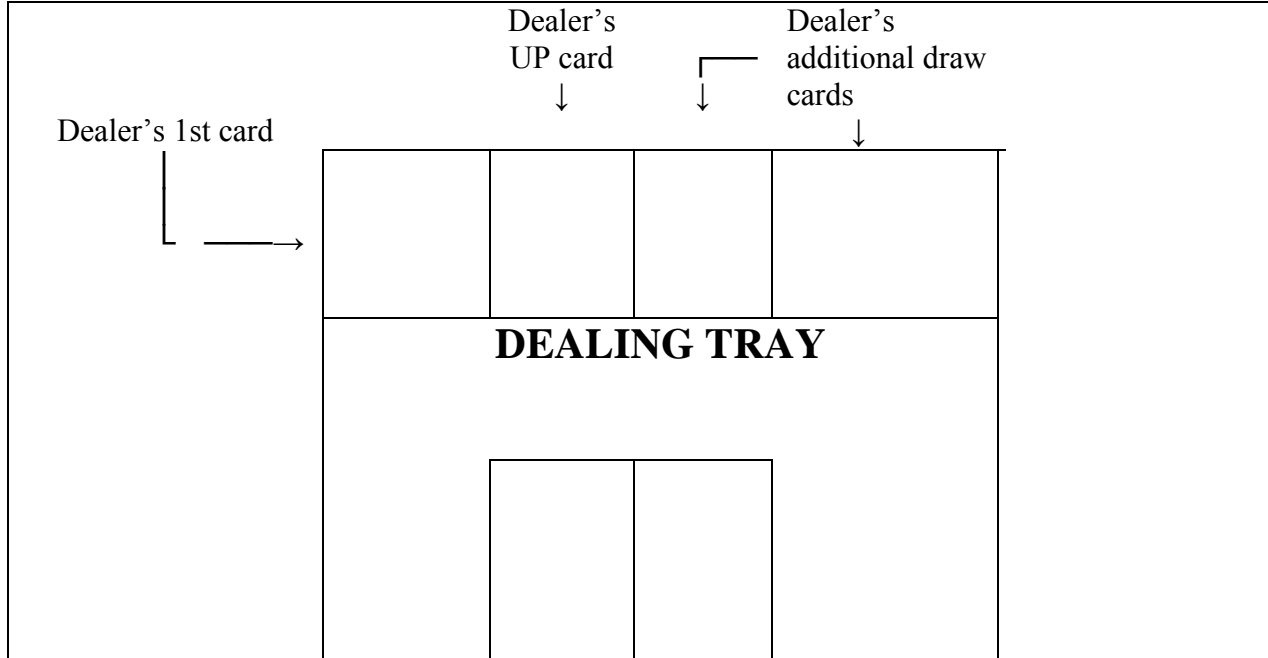 Dealer’s
UP card
↓
Dealer’s
additional draw
cards
↓
↓
Dealer’s 1st card
→
DEALING TRAY